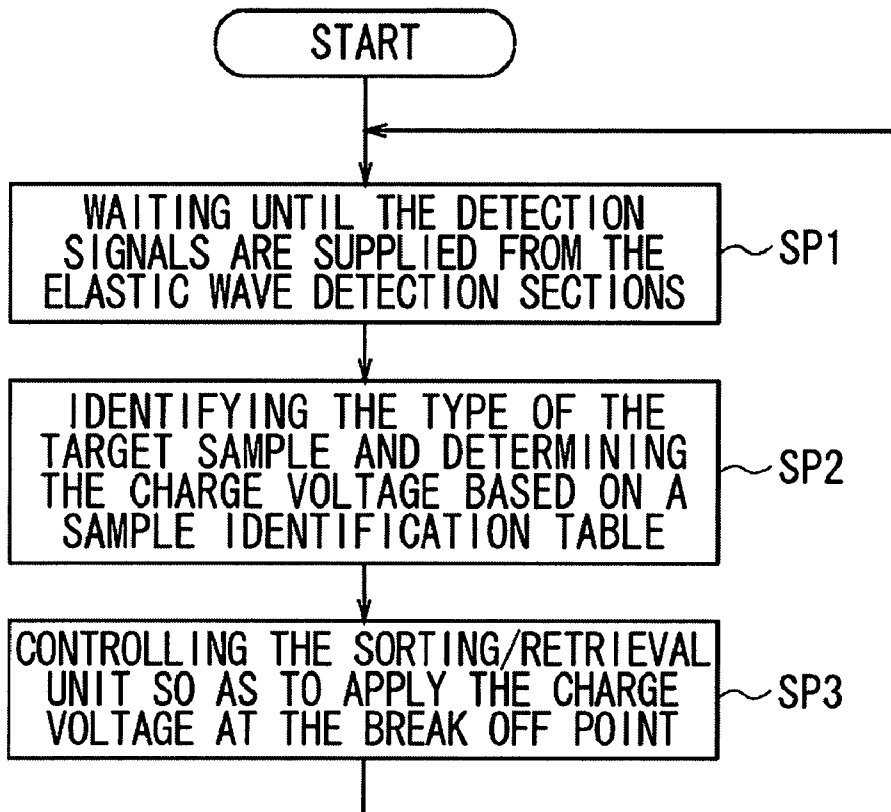 START
WAITING UNTIL THE DETECTION
SIGNALS ARE SUPPLIED FROM THE
ELASTIC WAVE DETECTION SECTIONS
SP1
IDENTIFYING THE TYPE OF THE
TARGET SAMPLE AND DETERMINING
THE CHARGE VOLTAGE BASED ON A
SAMPLE IDENTIFICATION TABLE
SP2
CONTROLLING THE SORTING/RETRIEVAL
UNIT SO AS TO APPLY THE CHARGE
VOLTAGE AT THE BREAK OFF POINT
SP3